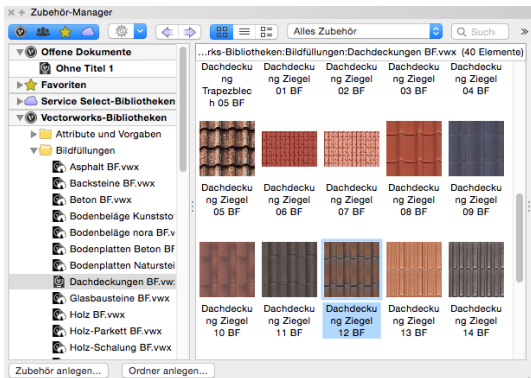 Zubehör-Manager
Alles Zubehör
Such
Offene Dokumente
Ohne Titel 1
Favoriten
Service Select-Bibliotheken
Vectorworks-Bibliotheken
Attribute und Vorgaben
Bildfüllungen
Asphalt BF.vwx
Backsteine BF.vwx
Beton BF.vwx
Bodenbeläge Kunststo
Bodenbeläge nora BF.v
Bodenplatten Beton BF
Bodenplatten Naturstei
Dachdeckungen BF.vw
Glasbausteine BF.vwx
Holz BF.vwx
Holz-Parkett BF.vwx
Holz-Schalung BF.vwx
...rks-Bibliotheken:Bildfüllungen:Dachdeckungen BF.vwx (40 Elemente)
Dachdecku
ng
Trapezblec
h 05 BF
Dachdecku
ng Ziegel
01 BF
Dachdecku
ng Ziegel
02 BF
Dachdecku
ng Ziegel
03 BF
Dachdecku
ng Ziegel
04 BF
Dachdecku
ng Ziegel
05 BF
Dachdecku
ng Ziegel
06 BF
Dachdecku
ng Ziegel
07 BF
Dachdecku
ng Ziegel
08 BF
Dachdecku
ng Ziegel
09 BF
Dachdecku
ng Ziegel
10 BF
Dachdecku
ng Ziegel
11 BF
Dachdecku
ng Ziegel
12 BF
Dachdecku
ng Ziegel
13 BF
Dachdecku
ng Ziegel
14 BF
Zubehör anlegen...
Ordner anlegen...